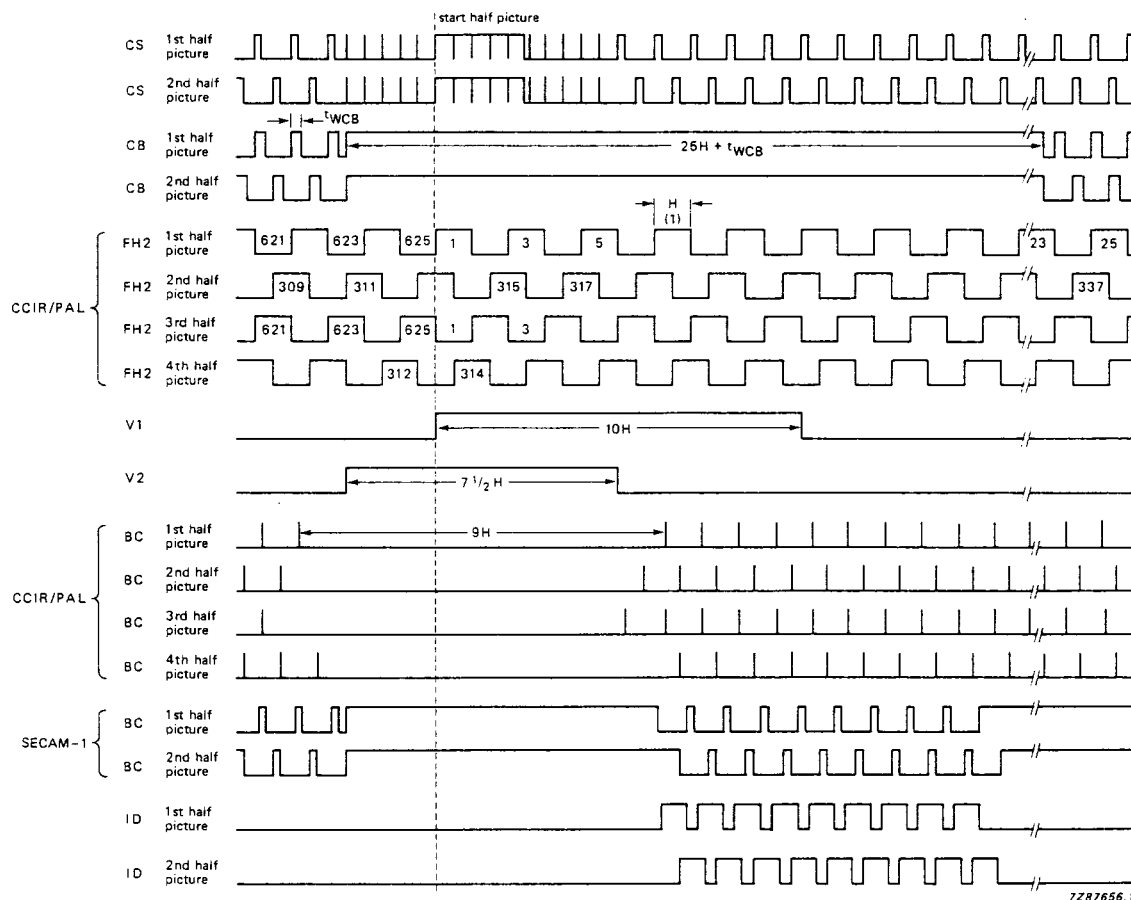 start half picture
CS 1st half picture
CS 2nd half picture
tWCB
CB 1st half picture
25H + tWCB
CB 2nd half picture
H
(1)
CCIR/PAL
FH2 1st half picture
621 623 625 1 3 5 23 25
FH2 2nd half picture
309 311 315 317 337
FH2 3rd half picture
621 623 625 1 3
FH2 4th half picture
312 314
V1
10H
V2
7 1/2 H
CCIR/PAL
BC 1st half picture
9H
BC 2nd half picture
BC 3rd half picture
BC 4th half picture
SECAM-1
BC 1st half picture
BC 2nd half picture
ID 1st half picture
ID 2nd half picture